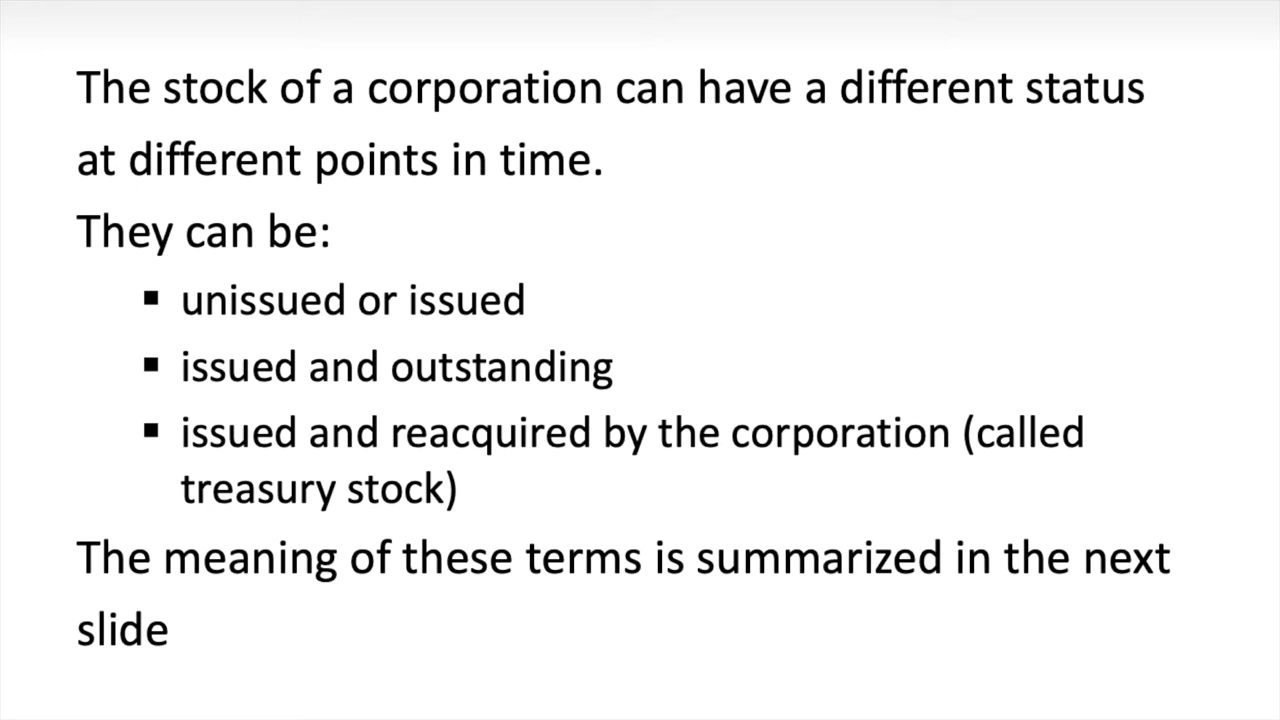 The stock of a corporation can have a different status
at different points in time.
They can be:
▪ unissued or issued
▪ issued and outstanding
▪ issued and reacquired by the corporation (called
treasury stock)
The meaning of these terms is summarized in the next
slide